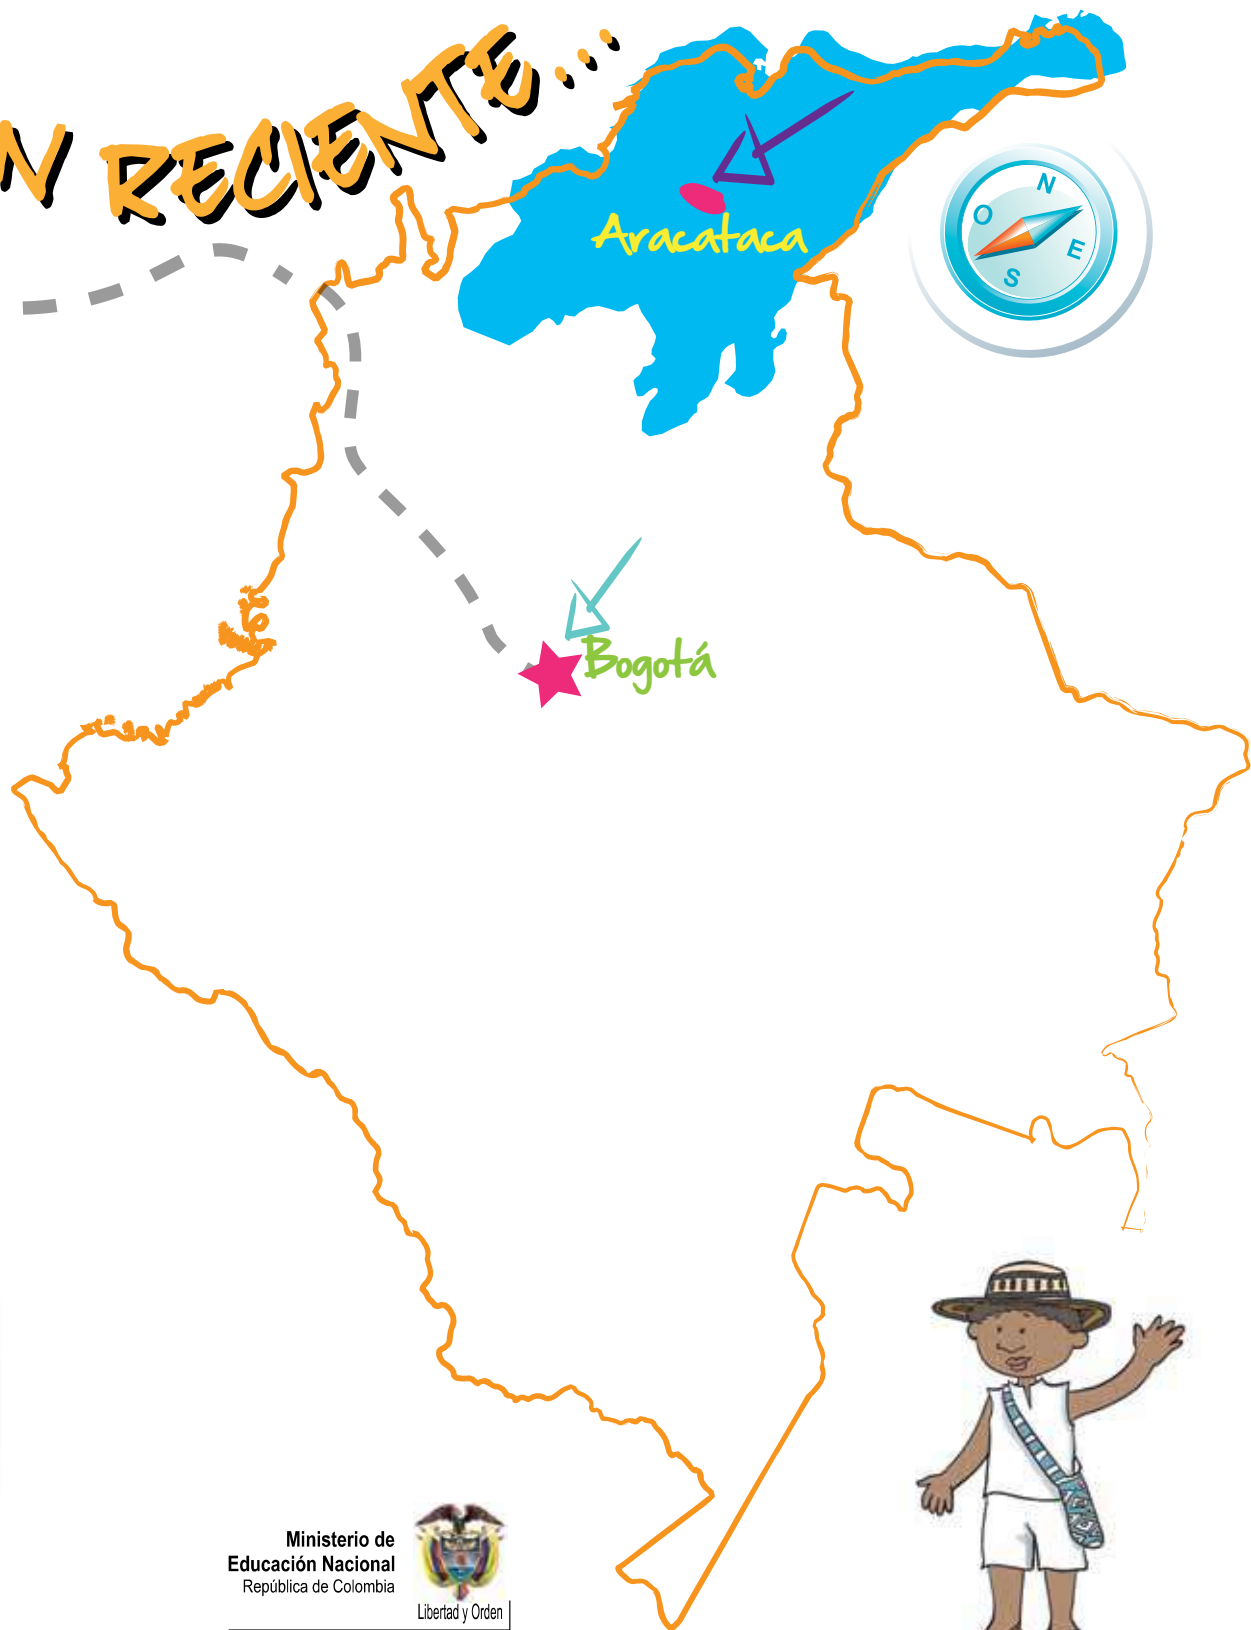 N RECIENTE...
Aracataca
N
O
E
S
Bogotá
Ministerio de
Educación Nacional
República de Colombia
Libertad y Orden